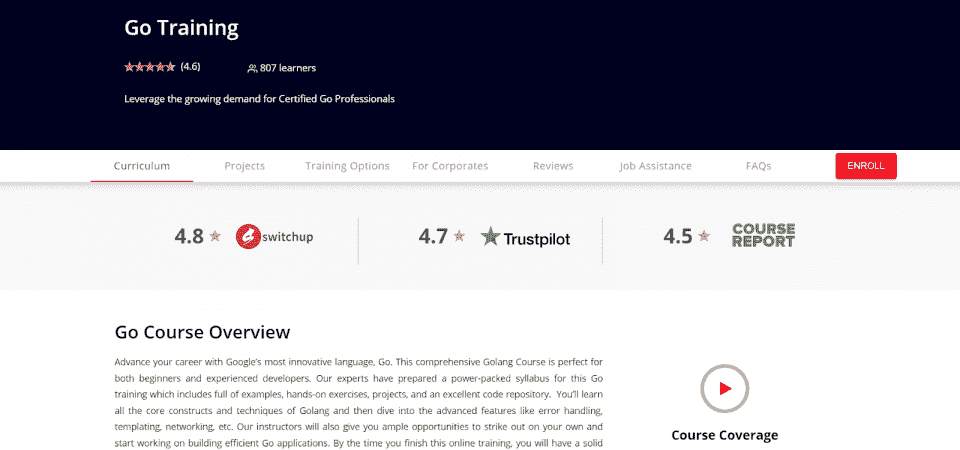 Go Training
(4.6) 807 learners
Leverage the growing demand for Certified Go Professionals
Curriculum Projects Training Options For Corporates Reviews Job Assistance FAQs ENROLL
4.8 switchup 4.7 Trustpilot 4.5 COURSE
REPORT
Go Course Overview
Advance your career with Google's most innovative language, Go. This comprehensive Golang Course is perfect for
both beginners and experienced developers. Our experts have prepared a power-packed syllabus for this Go
training which includes full of examples, hands-on exercises, projects, and an excellent code repository. You'll learn
all the core constructs and techniques of Golang and then dive into the advanced features like error handling,
templating, networking, etc. Our instructors will also give you ample opportunities to strike out on your own and
start working on building efficient Go applications. By the time you finish this online training, you will have a solid
Course Coverage